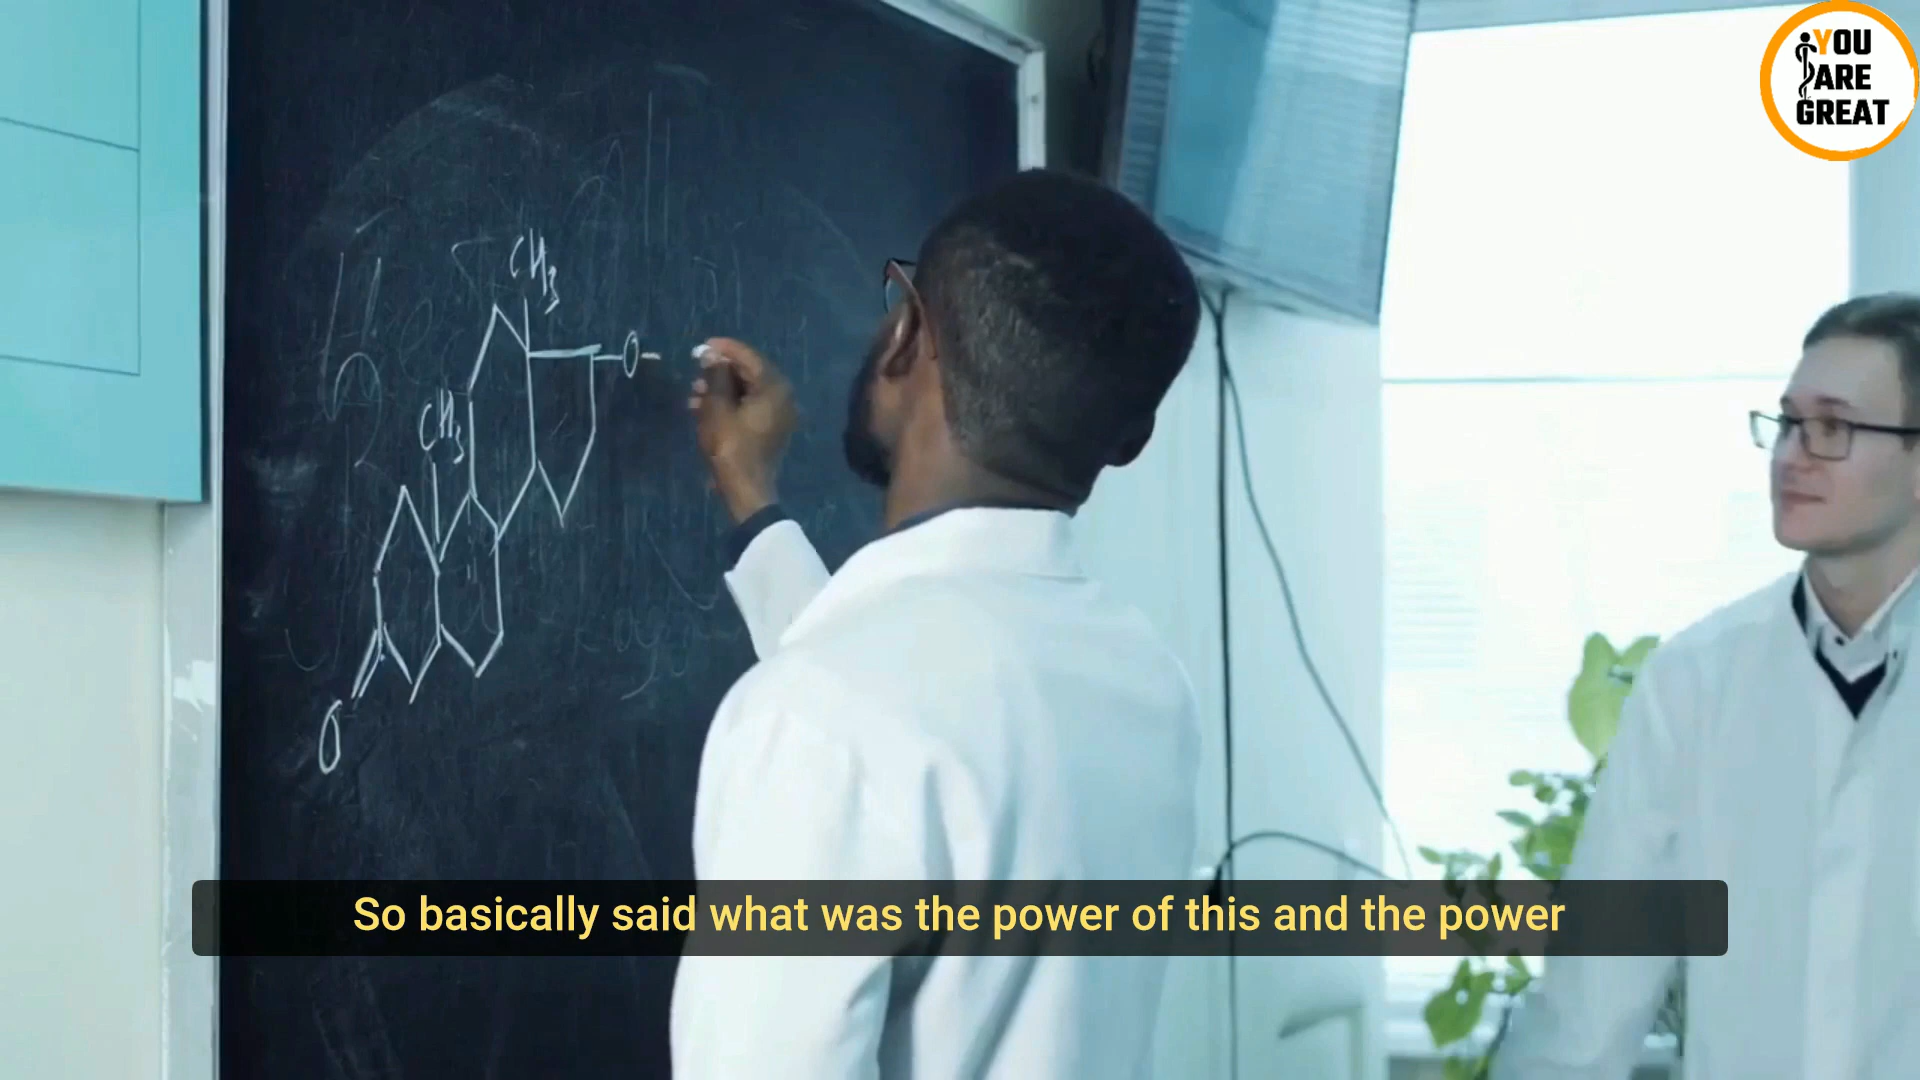 YOU
ARE
GREAT
CH3
O
CH3
O
So basically said what was the power of this and the power